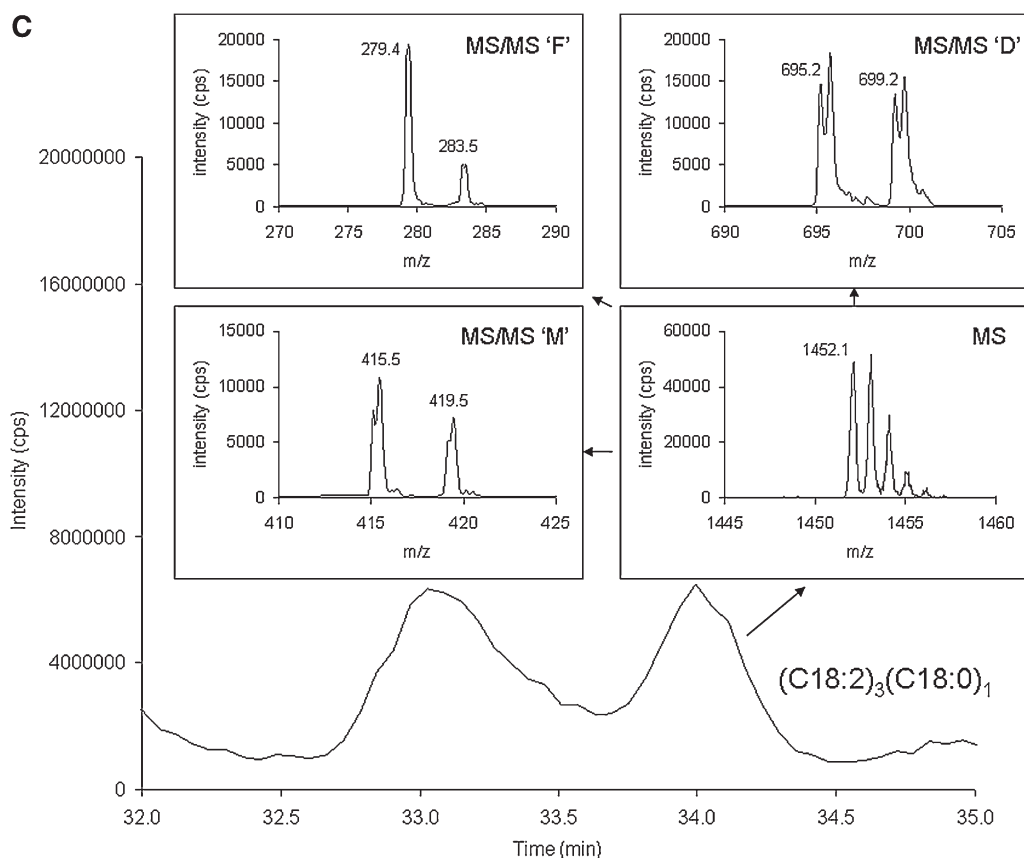 C
MS/MS ‘F’
20000
15000
10000
5000
0
intensity (cps)
279.4
283.5
270 275 280 285 290
m/z
MS/MS ‘D’
20000
15000
10000
5000
0
intensity (cps)
695.2
699.2
690 695 700 705
m/z
MS/MS ‘M’
15000
10000
5000
0
intensity (cps)
415.5
419.5
410 415 420 425
m/z
MS
60000
40000
20000
0
intensity (cps)
1452.1
1445 1450 1455 1460
m/z
20000000
16000000
12000000
8000000
4000000
0
Intensity (cps)
(C18:2)₃(C18:0)₁
32.0 32.5 33.0 33.5 34.0 34.5 35.0
Time (min)